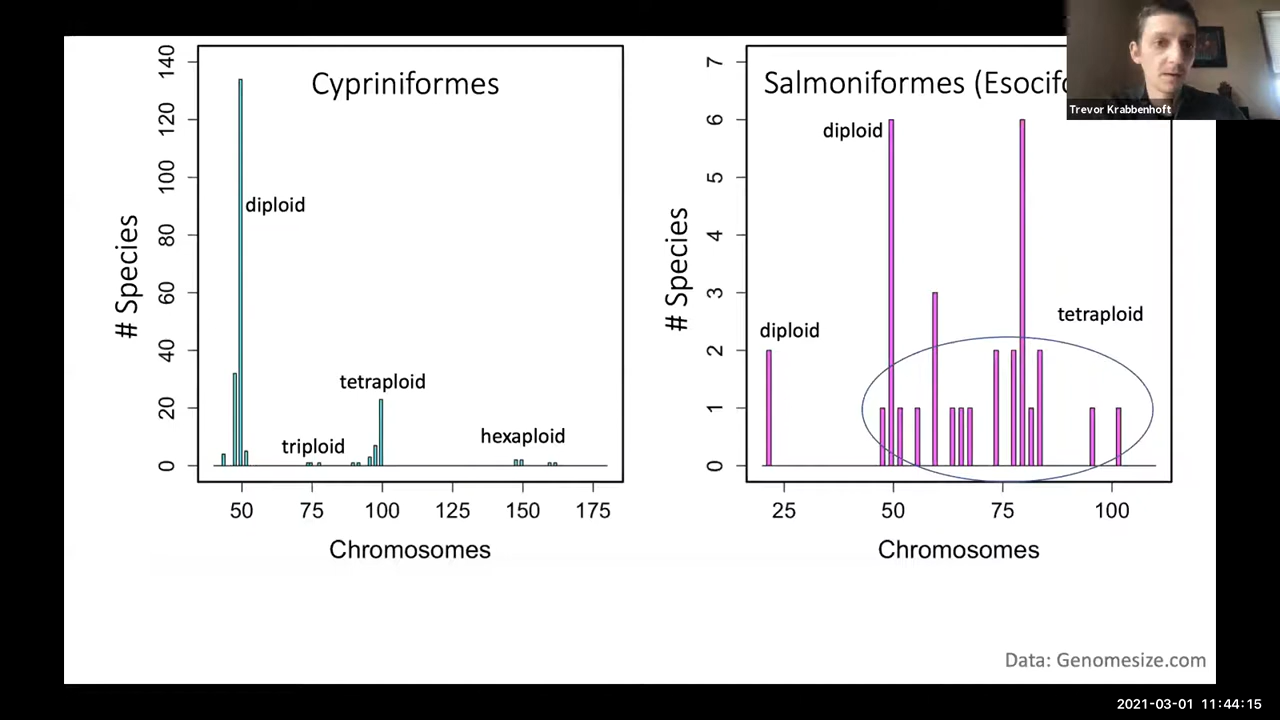 Cypriniformes
140
120
100
80
60
40
20
0
# Species
diploid
triploid
tetraploid
hexaploid
50 75 100 125 150 175
Chromosomes
Salmoniformes (Esocifo
7
6
5
4
3
2
1
0
# Species
diploid
diploid
tetraploid
25 50 75 100
Chromosomes
Trevor Krabbenhoft
Data: Genomesize.com
2021-03-01 11:44:15